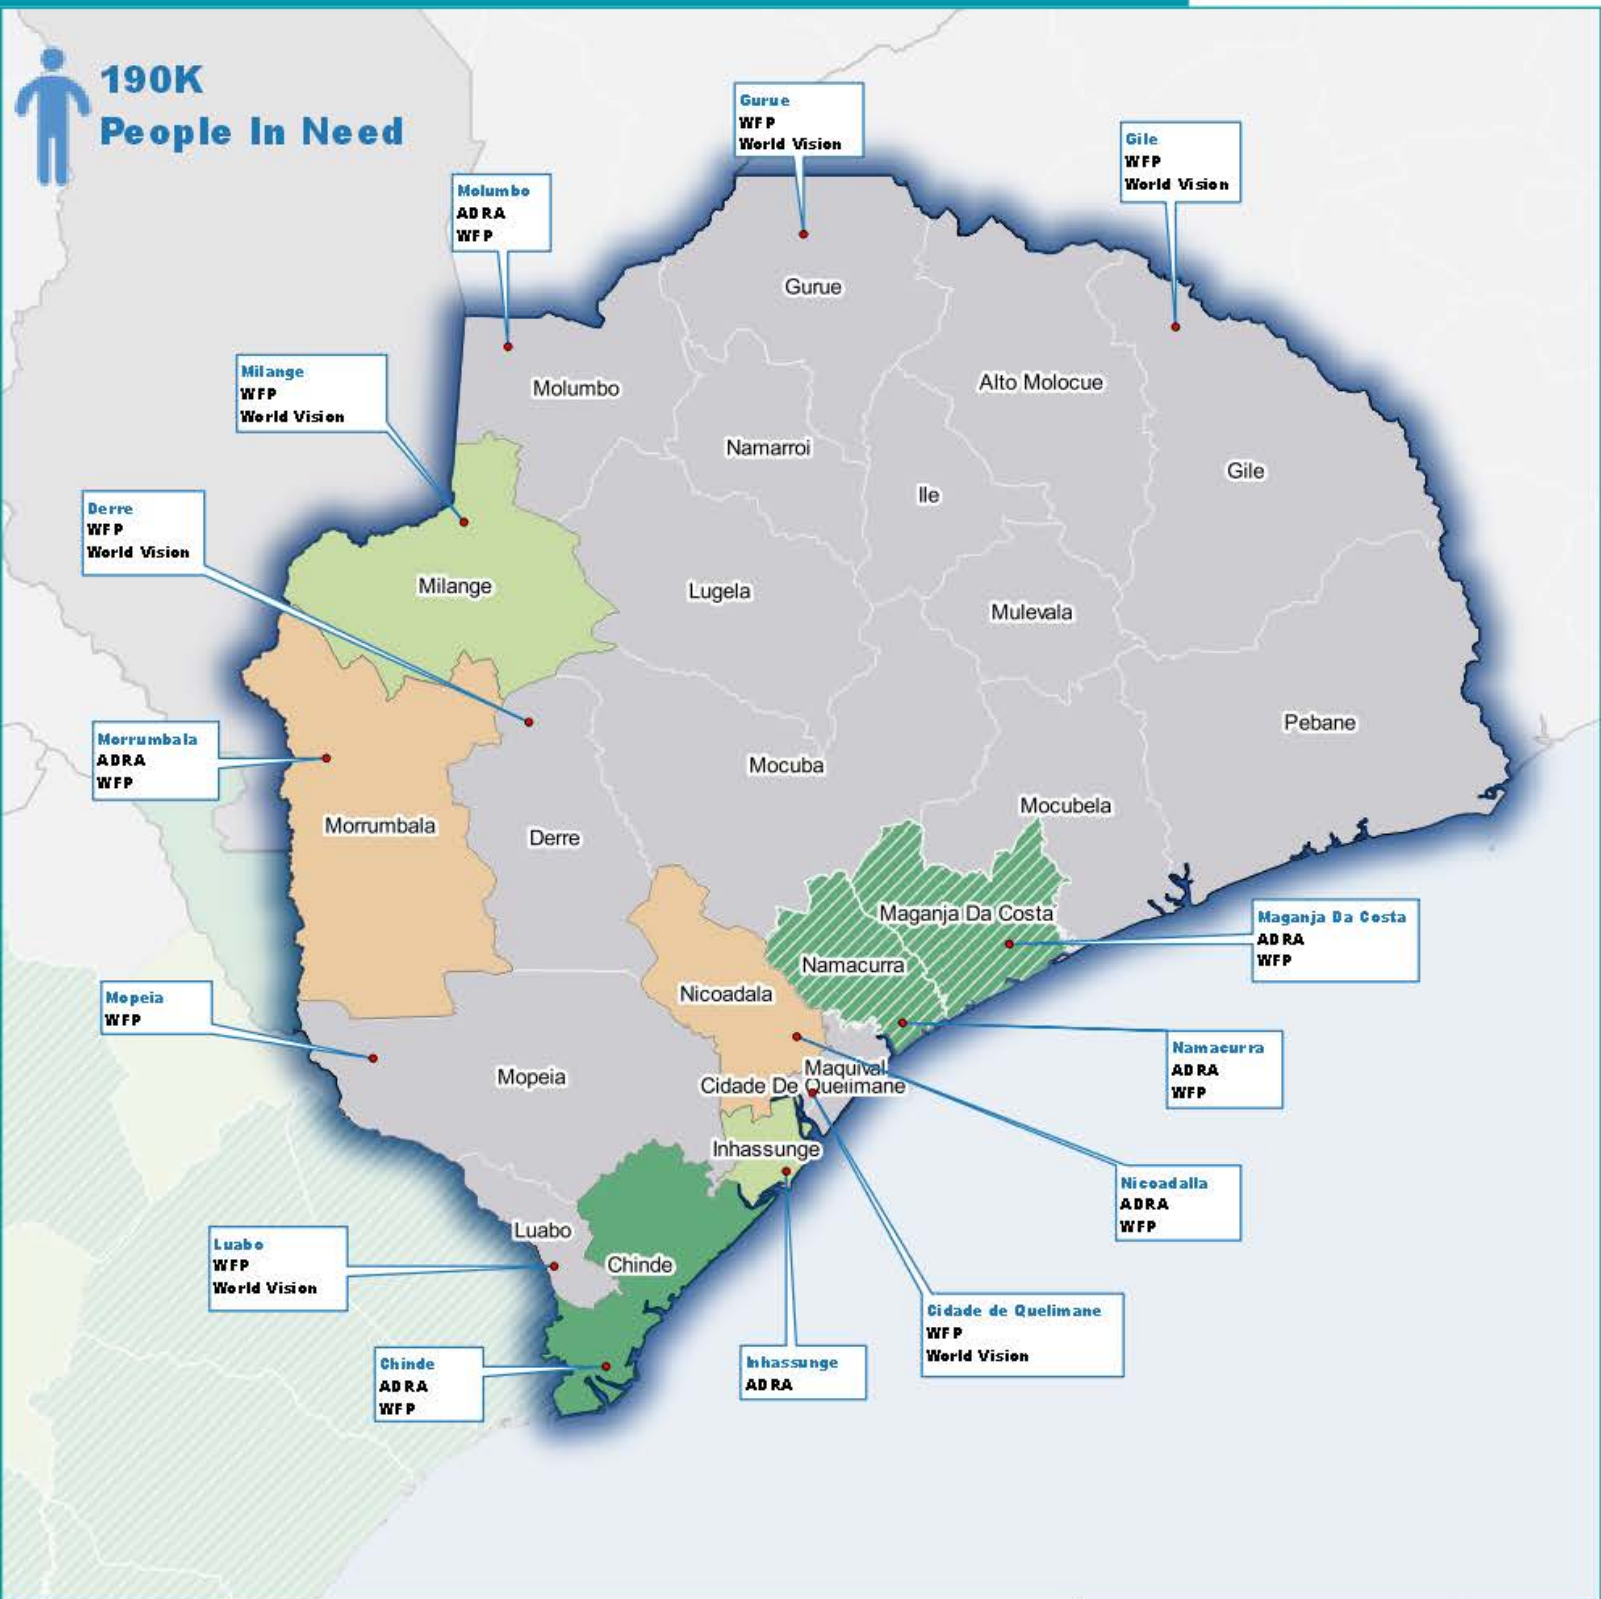 190K
People In Need
Gurue
WFP
World Vision
Gile
WFP
World Vision
Molumbo
ADRA
WFP
Milange
WFP
World Vision
Derre
WFP
World Vision
Morrumbala
ADRA
WFP
Mopeia
WFP
Luabo
WFP
World Vision
Chinde
ADRA
WFP
Inhassunge
ADRA
Cidade de Quelimane
WFP
World Vision
Nicoadalla
ADRA
WFP
Namacurra
ADRA
WFP
Maganja Da Costa
ADRA
WFP
Gurue
Molumbo
Alto Molocue
Namarroi
Gile
Ile
Milange
Lugela
Mulevala
Pebane
Mocuba
Mocubela
Morrumbala
Derre
Maganja Da Costa
Namacurra
Nicoadala
Maquival
Mopeia
Cidade De Quelimane
Inhassunge
Luabo
Chinde